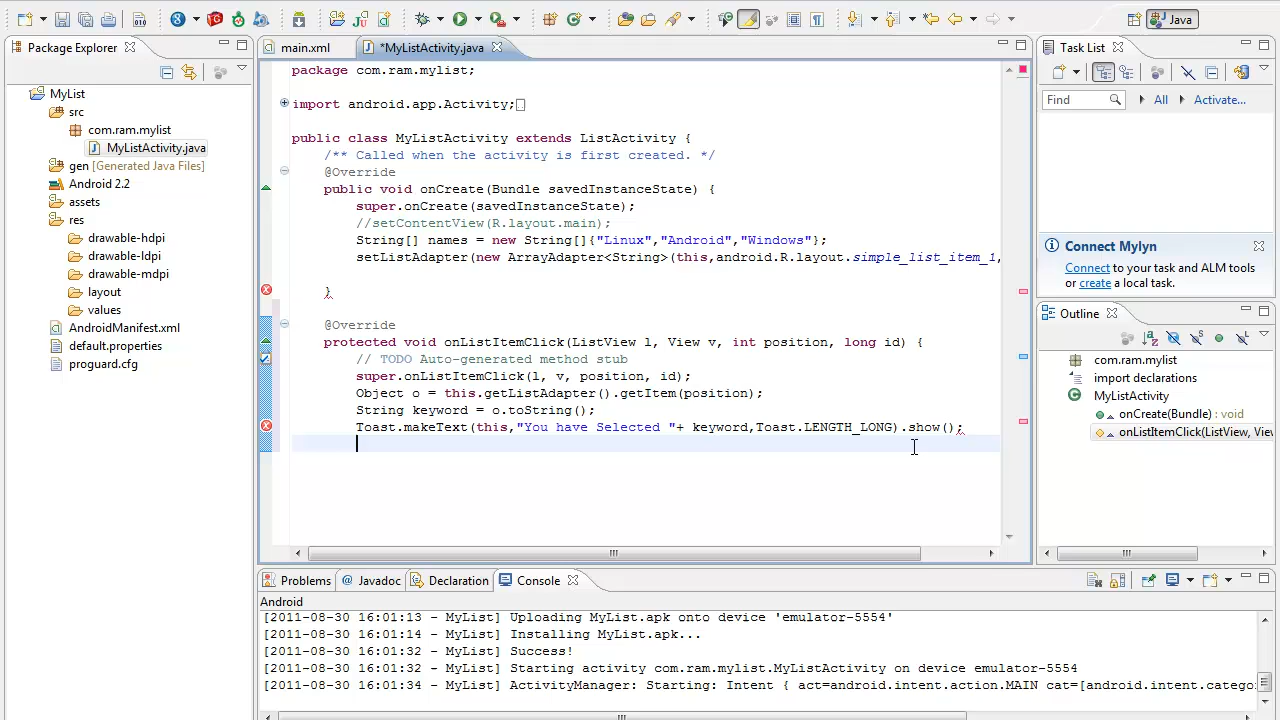 Java
Package Explorer
MyList
src
com.ram.mylist
MyListActivity.java
gen [Generated Java Files]
Android 2.2
assets
res
drawable-hdpi
drawable-ldpi
drawable-mdpi
layout
values
AndroidManifest.xml
default.properties
proguard.cfg
main.xml
*MyListActivity.java
package com.ram.mylist;
import android.app.Activity;
public class MyListActivity extends ListActivity {
/** Called when the activity is first created. */
@Override
public void onCreate(Bundle savedInstanceState) {
super.onCreate(savedInstanceState);
//setContentView(R.layout.main);
String[] names = new String[]{"Linux","Android","Windows"};
setListAdapter(new ArrayAdapter<String>(this,android.R.layout.simple_list_item_1,
}
@Override
protected void onListItemClick(ListView l, View v, int position, long id) {
// TODO Auto-generated method stub
super.onListItemClick(l, v, position, id);
Object o = this.getListAdapter().getItem(position);
String keyword = o.toString();
Toast.makeText(this,"You have Selected "+ keyword,Toast.LENGTH_LONG).show();
Task List
Find
All
Activate...
Connect Mylyn
Connect to your task and ALM tools
or create a local task.
Outline
com.ram.mylist
import declarations
MyListActivity
onCreate(Bundle) : void
onListItemClick(ListView, Vie
Problems
Javadoc
Declaration
Console
Android
[2011-08-30 16:01:13 - MyList] Uploading MyList.apk onto device 'emulator-5554'
[2011-08-30 16:01:14 - MyList] Installing MyList.apk...
[2011-08-30 16:01:32 - MyList] Success!
[2011-08-30 16:01:32 - MyList] Starting activity com.ram.mylist.MyListActivity on device emulator-5554
[2011-08-30 16:01:34 - MyList] ActivityManager: Starting: Intent { act=android.intent.action.MAIN cat=[android.intent.catego